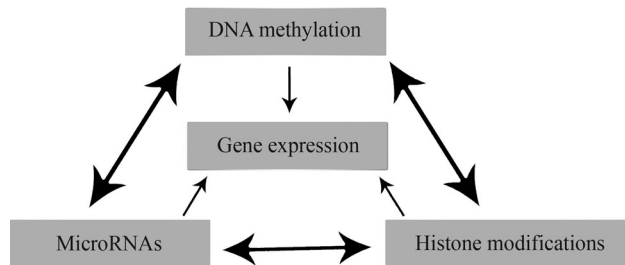 DNA methylation
Gene expression
MicroRNAs
Histone modifications